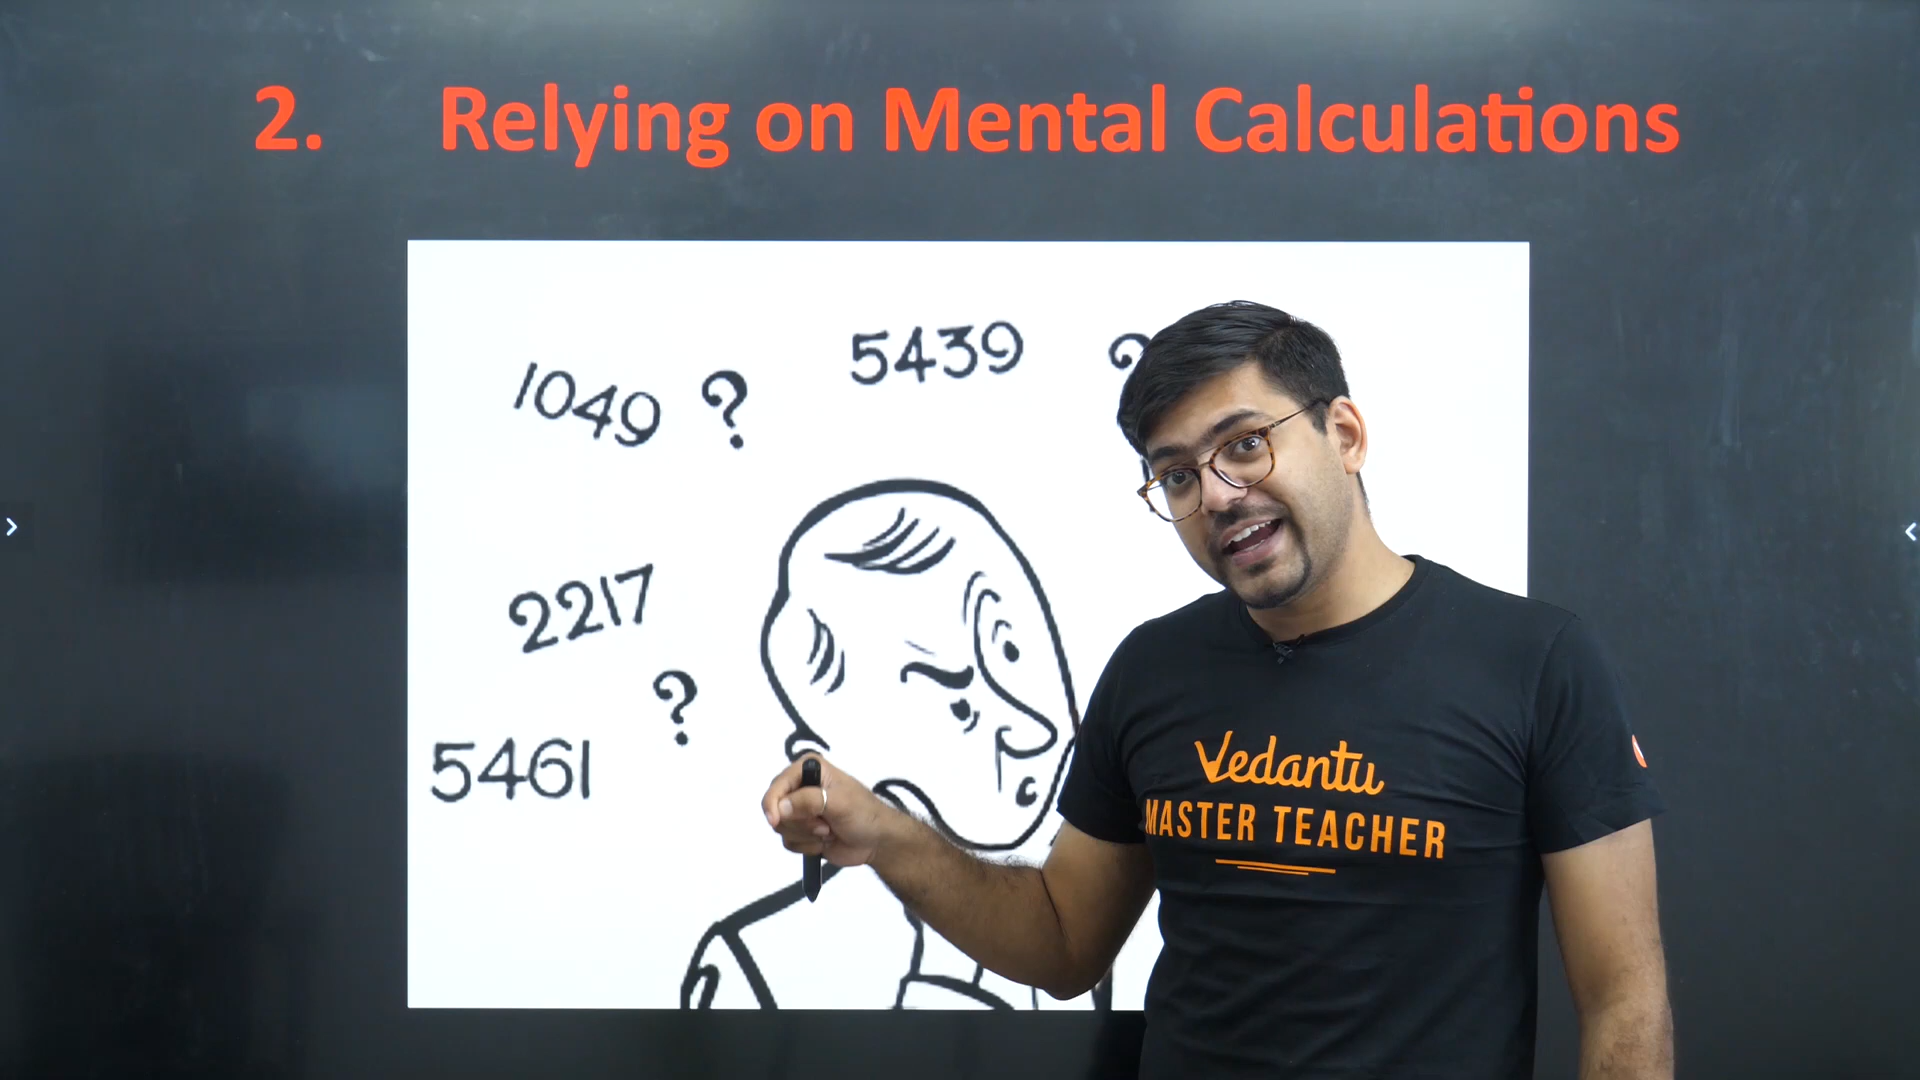 2. Relying on Mental Calculations
1049 ?
5439 ?
2217
?
5461
Vedantu
MASTER TEACHER